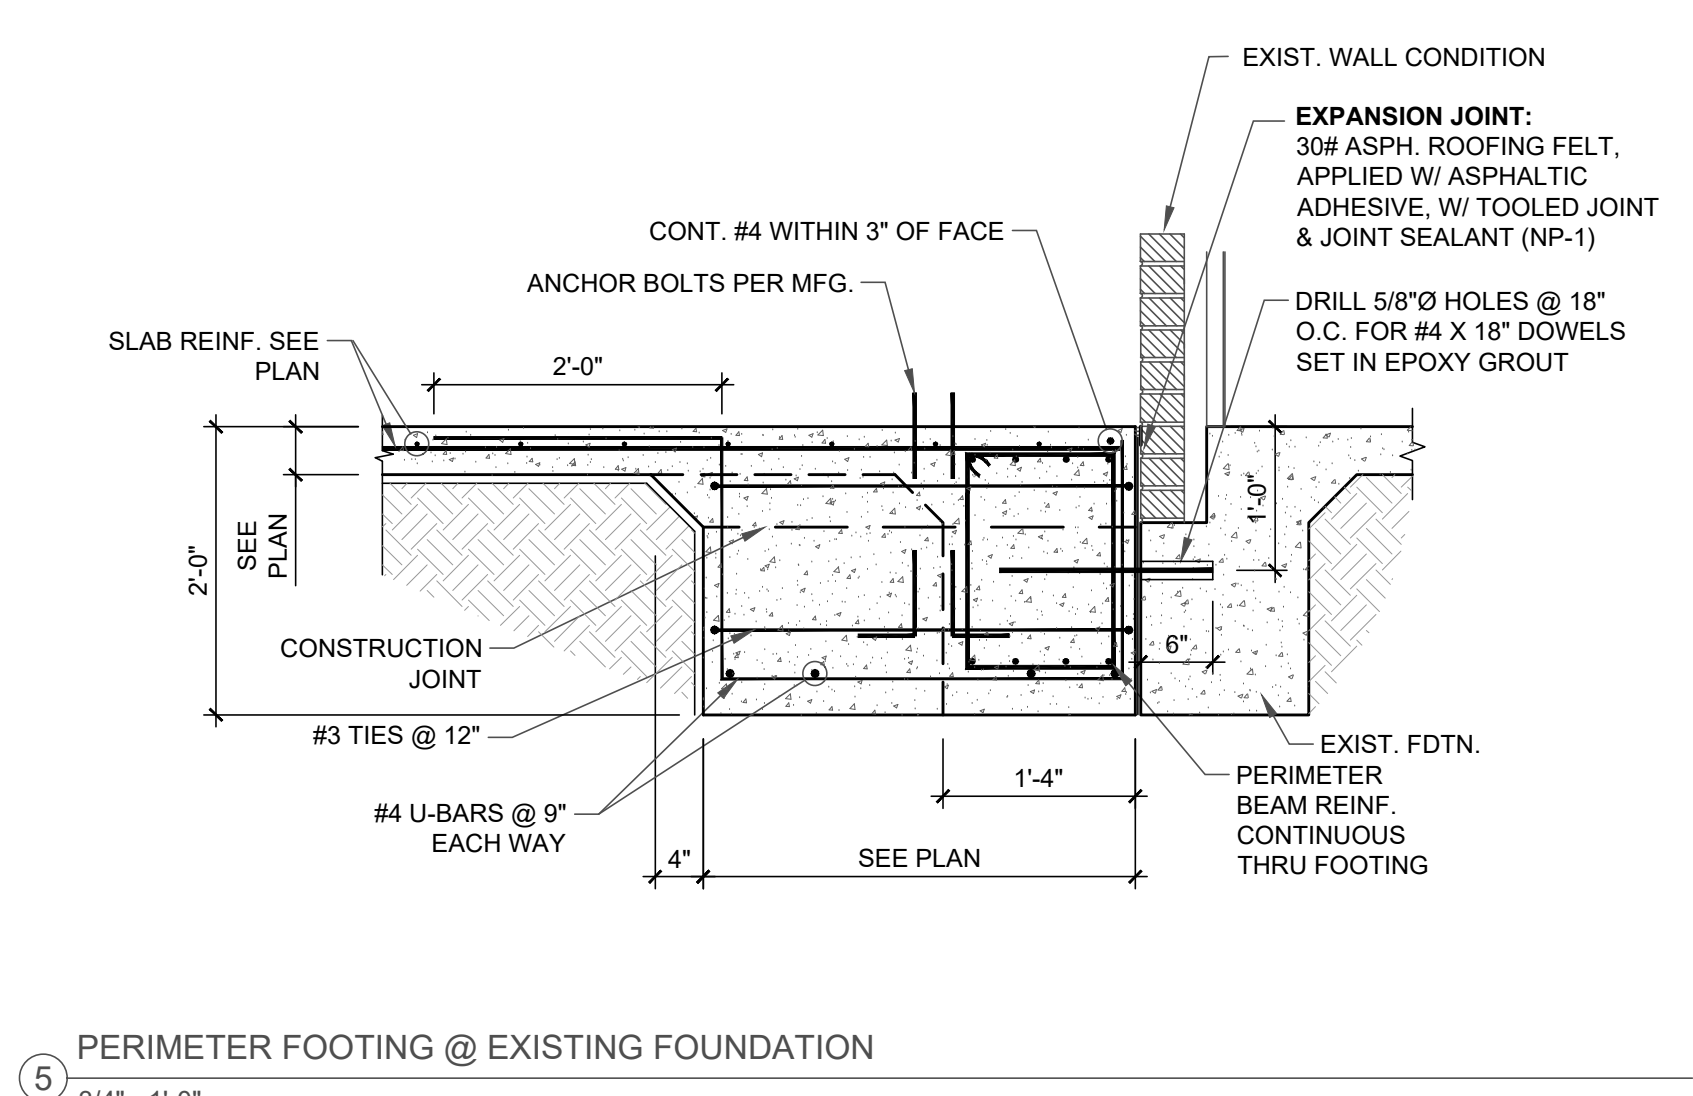 EXIST. WALL CONDITION
EXPANSION JOINT:
30# ASPH. ROOFING FELT,
APPLIED W/ ASPHALTIC
ADHESIVE, W/ TOOLED JOINT
& JOINT SEALANT (NP-1)
CONT. #4 WITHIN 3" OF FACE
ANCHOR BOLTS PER MFG.
DRILL 5/8"Ø HOLES @ 18"
O.C. FOR #4 X 18" DOWELS
SET IN EPOXY GROUT
SLAB REINF. SEE
PLAN
2'-0"
2'-0"
SEE
PLAN
1'-0"
6"
CONSTRUCTION
JOINT
#3 TIES @ 12"
#4 U-BARS @ 9"
EACH WAY
EXIST. FDTN.
PERIMETER
BEAM REINF.
CONTINUOUS
THRU FOOTING
1'-4"
4"
SEE PLAN
PERIMETER FOOTING @ EXISTING FOUNDATION
5